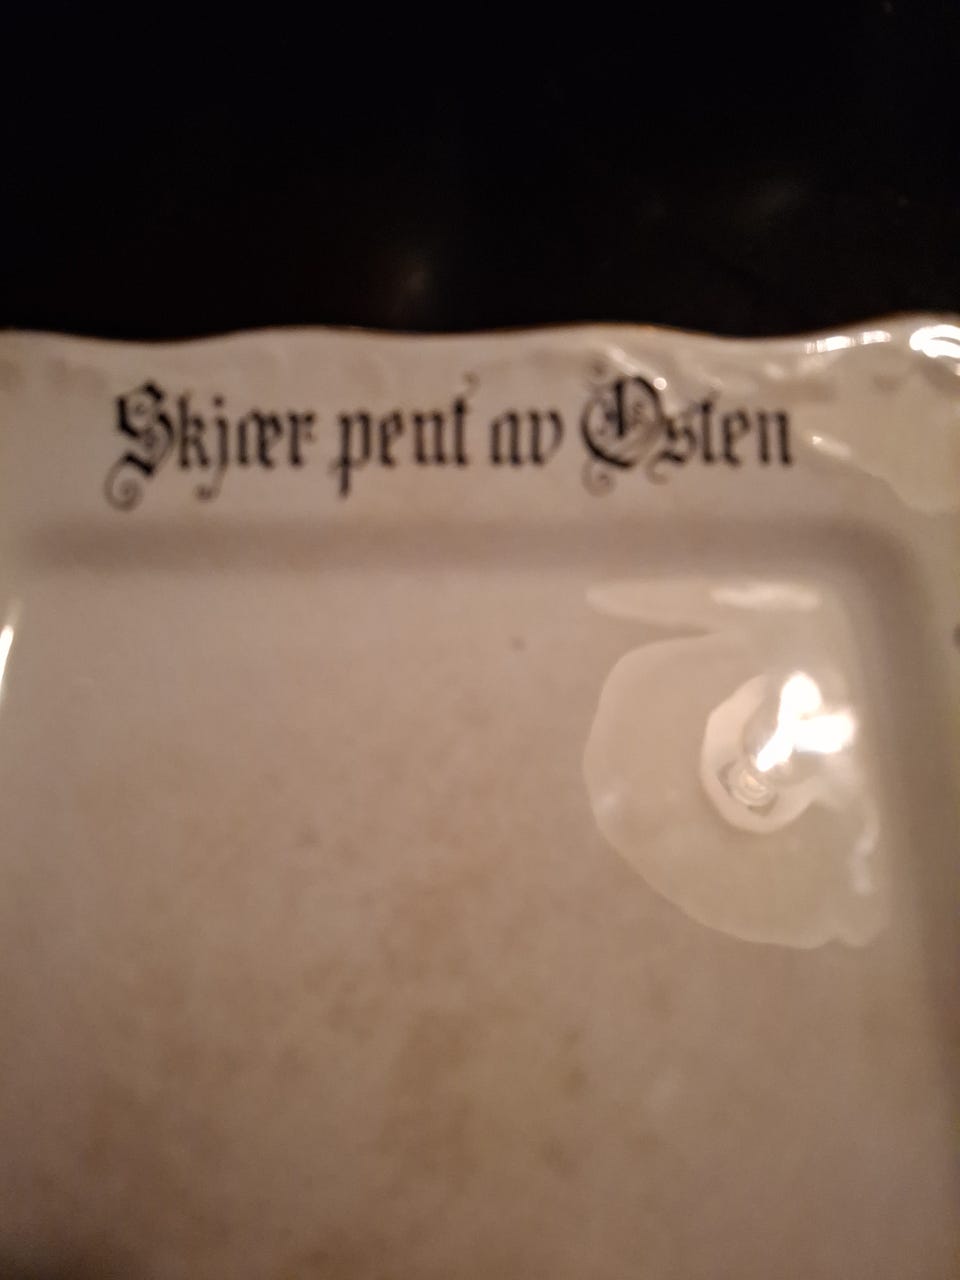 Skjær pent av Osten